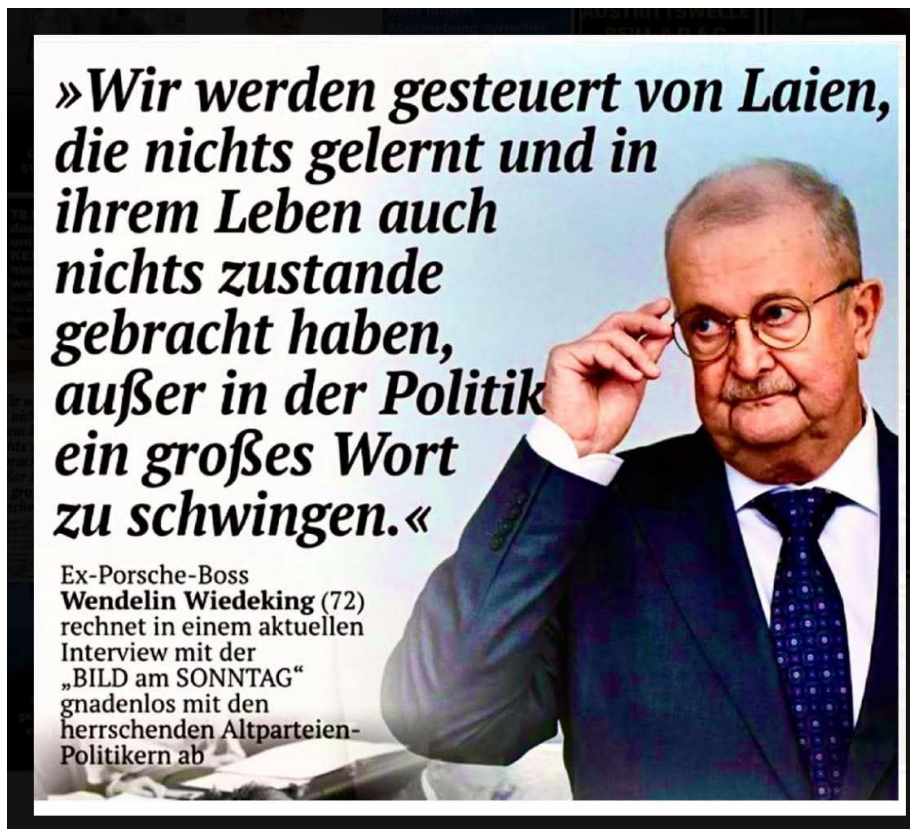 AUSTRITTSWELLE
»Wir werden gesteuert von Laien,
die nichts gelernt und in
ihrem Leben auch
nichts zustande
gebracht haben,
außer in der Politik
ein großes Wort
zu schwingen.«
Ex-Porsche-Boss
Wendelin Wiedeking (72)
rechnet in einem aktuellen
Interview mit der
„BILD am SONNTAG“
gnadenlos mit den
herrschenden Altparteien-
Politikern ab